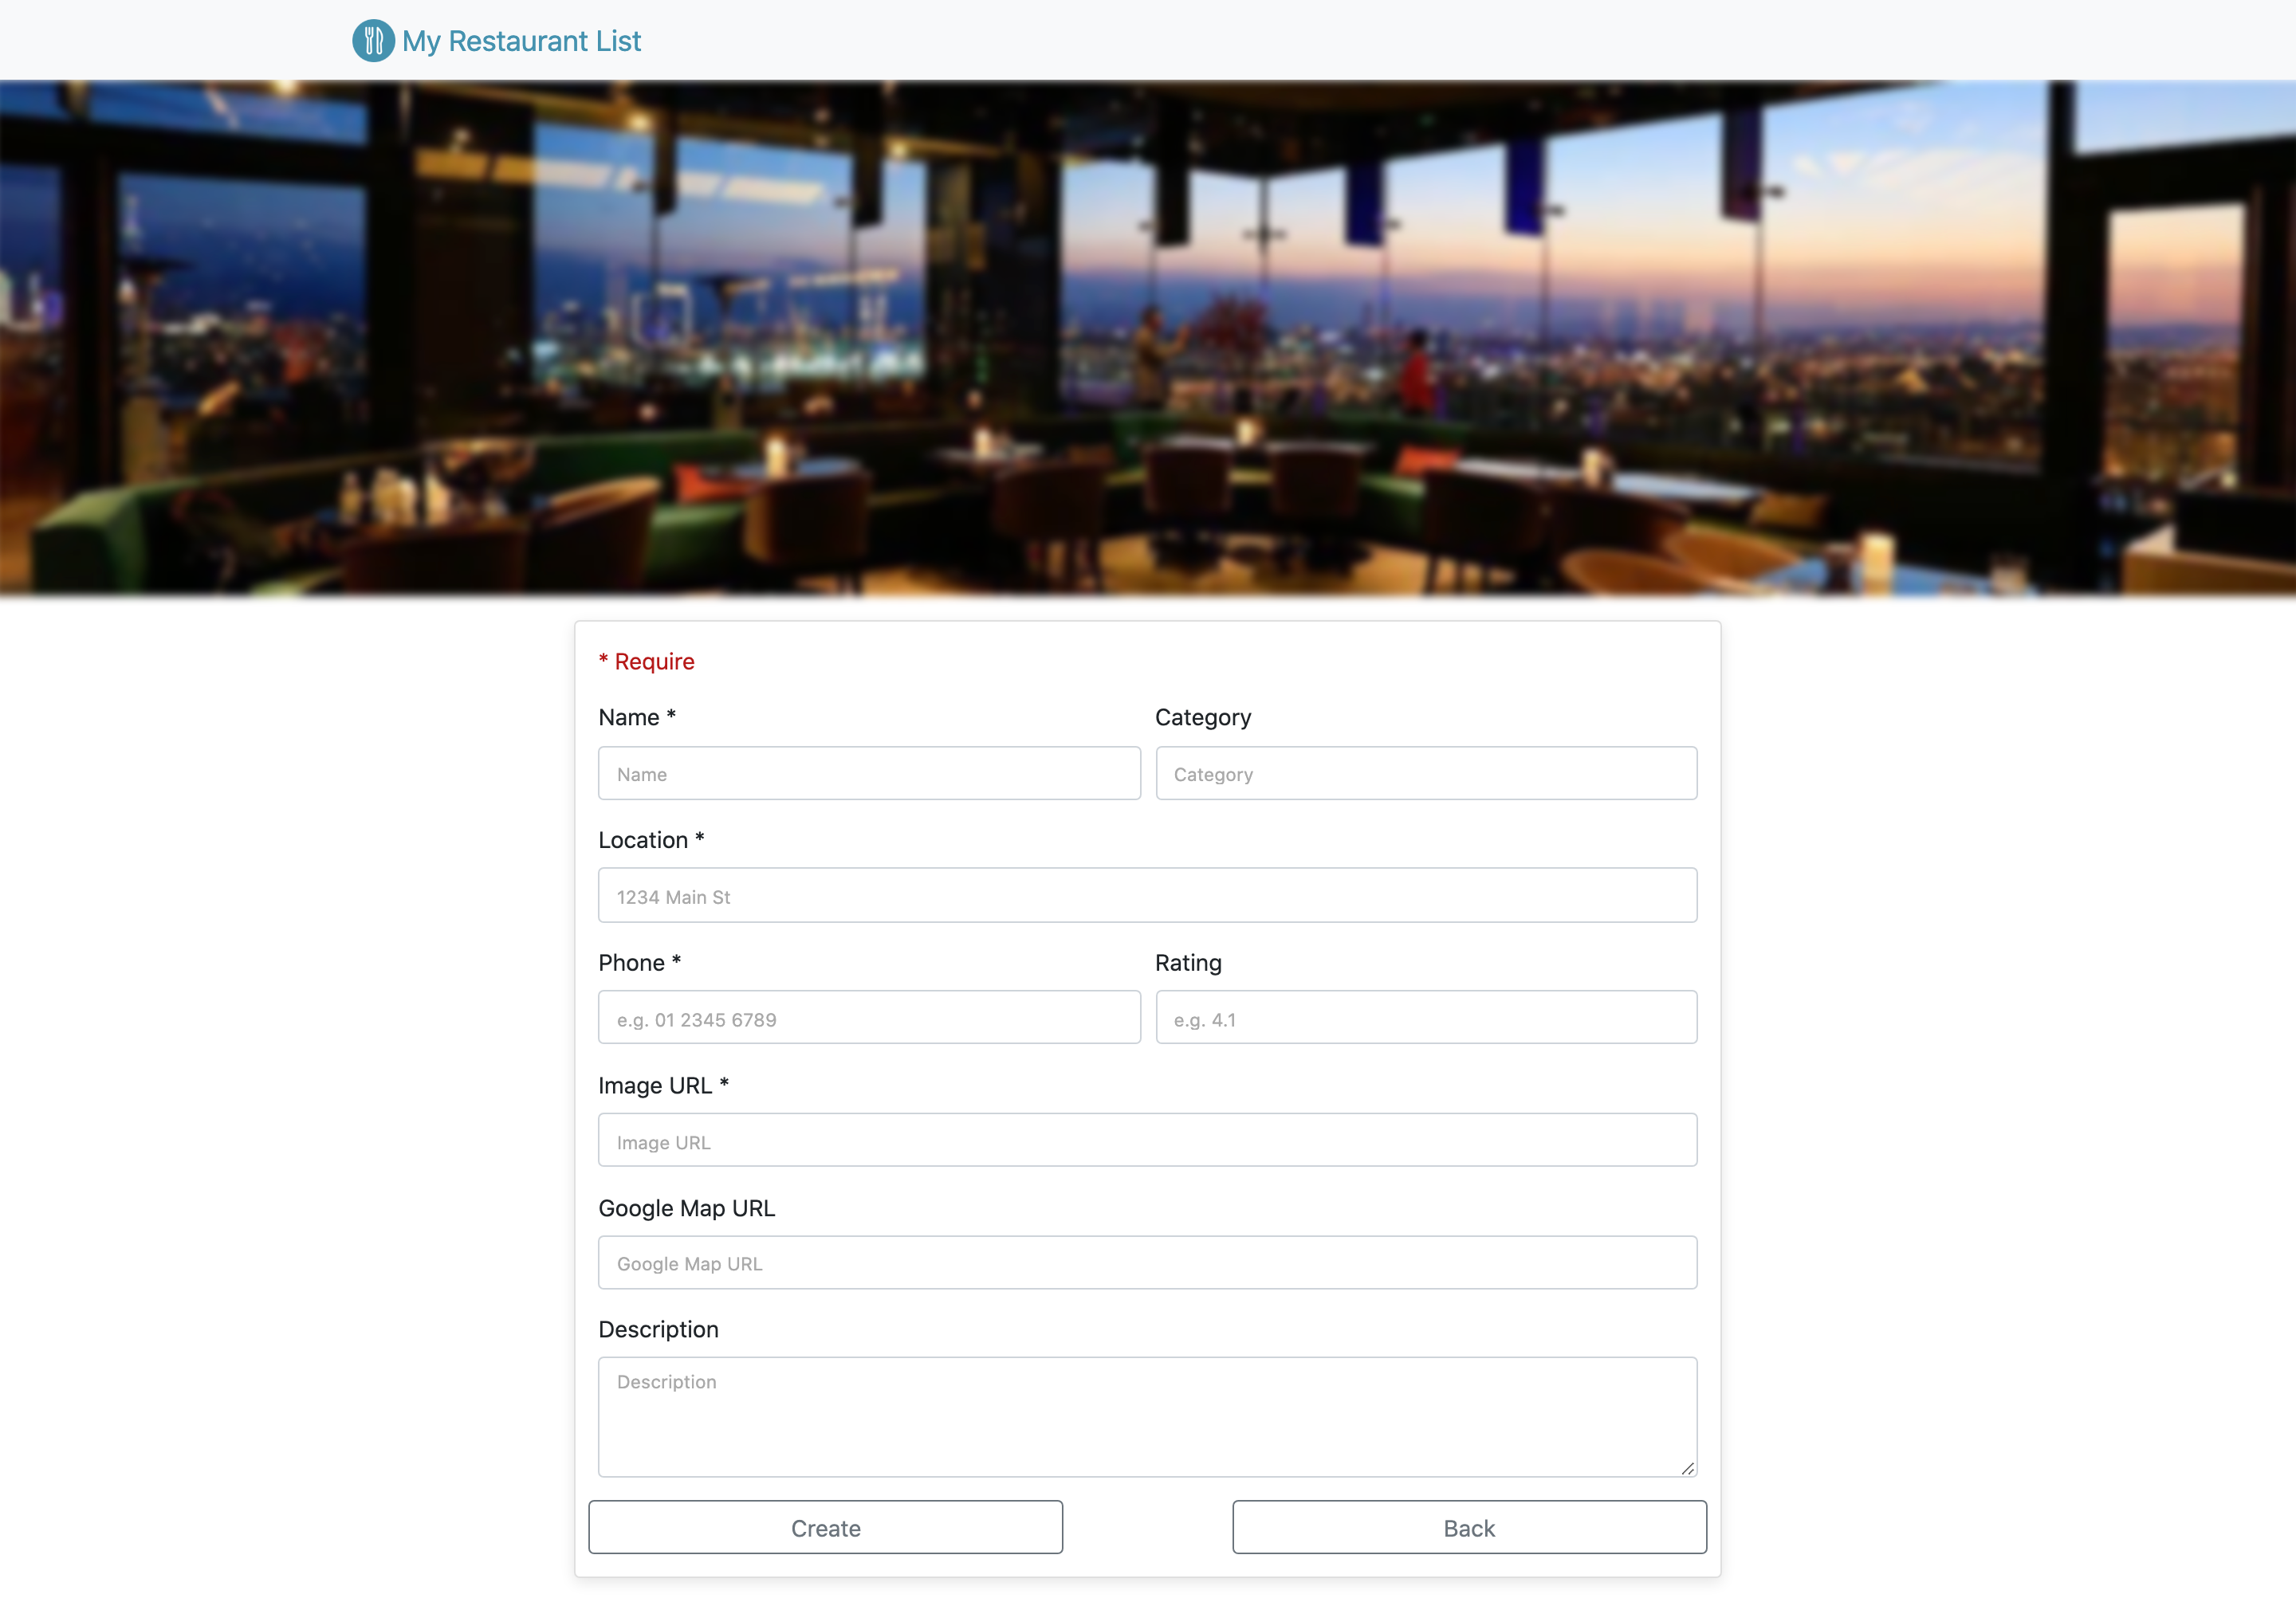 My Restaurant List
* Require
Name *
Category
Name
Category
Location *
1234 Main St
Phone *
Rating
e.g. 01 2345 6789
e.g. 4.1
Image URL *
Image URL
Google Map URL
Google Map URL
Description
Description
Create
Back